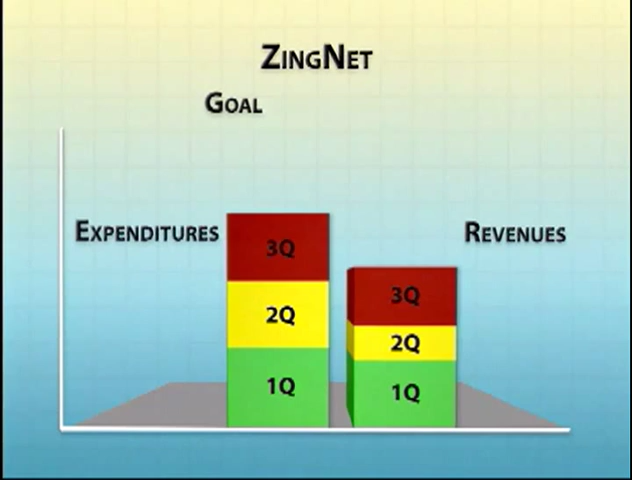 ZingNet
Goal
Expenditures
Revenues
3Q
2Q
1Q
3Q
2Q
1Q